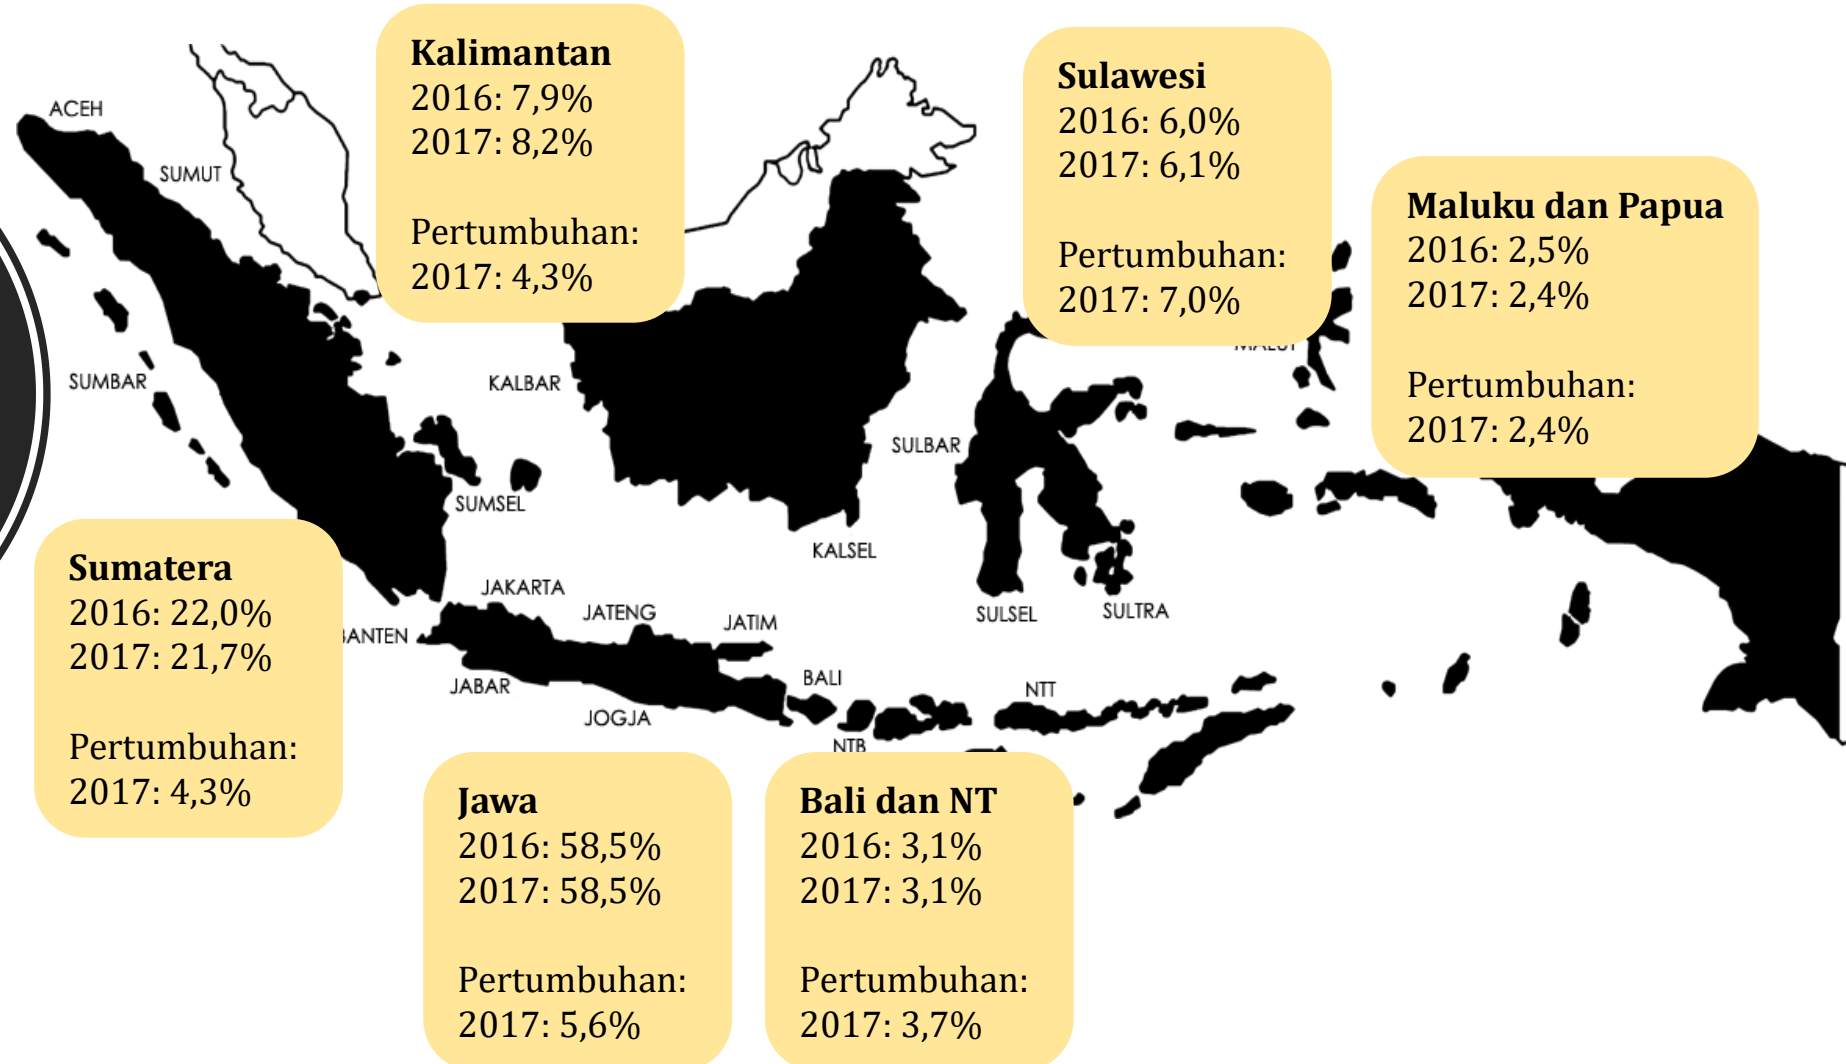 Kalimantan
2016: 7,9%
2017: 8,2%
Pertumbuhan:
2017: 4,3%
Sulawesi
2016: 6,0%
2017: 6,1%
Pertumbuhan:
2017: 7,0%
Maluku dan Papua
2016: 2,5%
2017: 2,4%
Pertumbuhan:
2017: 2,4%
ACEH
SUMUT
SUMBAR
KALBAR
SULBAR
SUMSEL
KALSEL
SULSEL
SULTRA
Sumatera
2016: 22,0%
2017: 21,7%
Pertumbuhan:
2017: 4,3%
JAKARTA
JATENG
JATIM
BANTEN
JABAR
JOGJA
BALI
NTB
NTT
Jawa
2016: 58,5%
2017: 58,5%
Pertumbuhan:
2017: 5,6%
Bali dan NT
2016: 3,1%
2017: 3,1%
Pertumbuhan:
2017: 3,7%